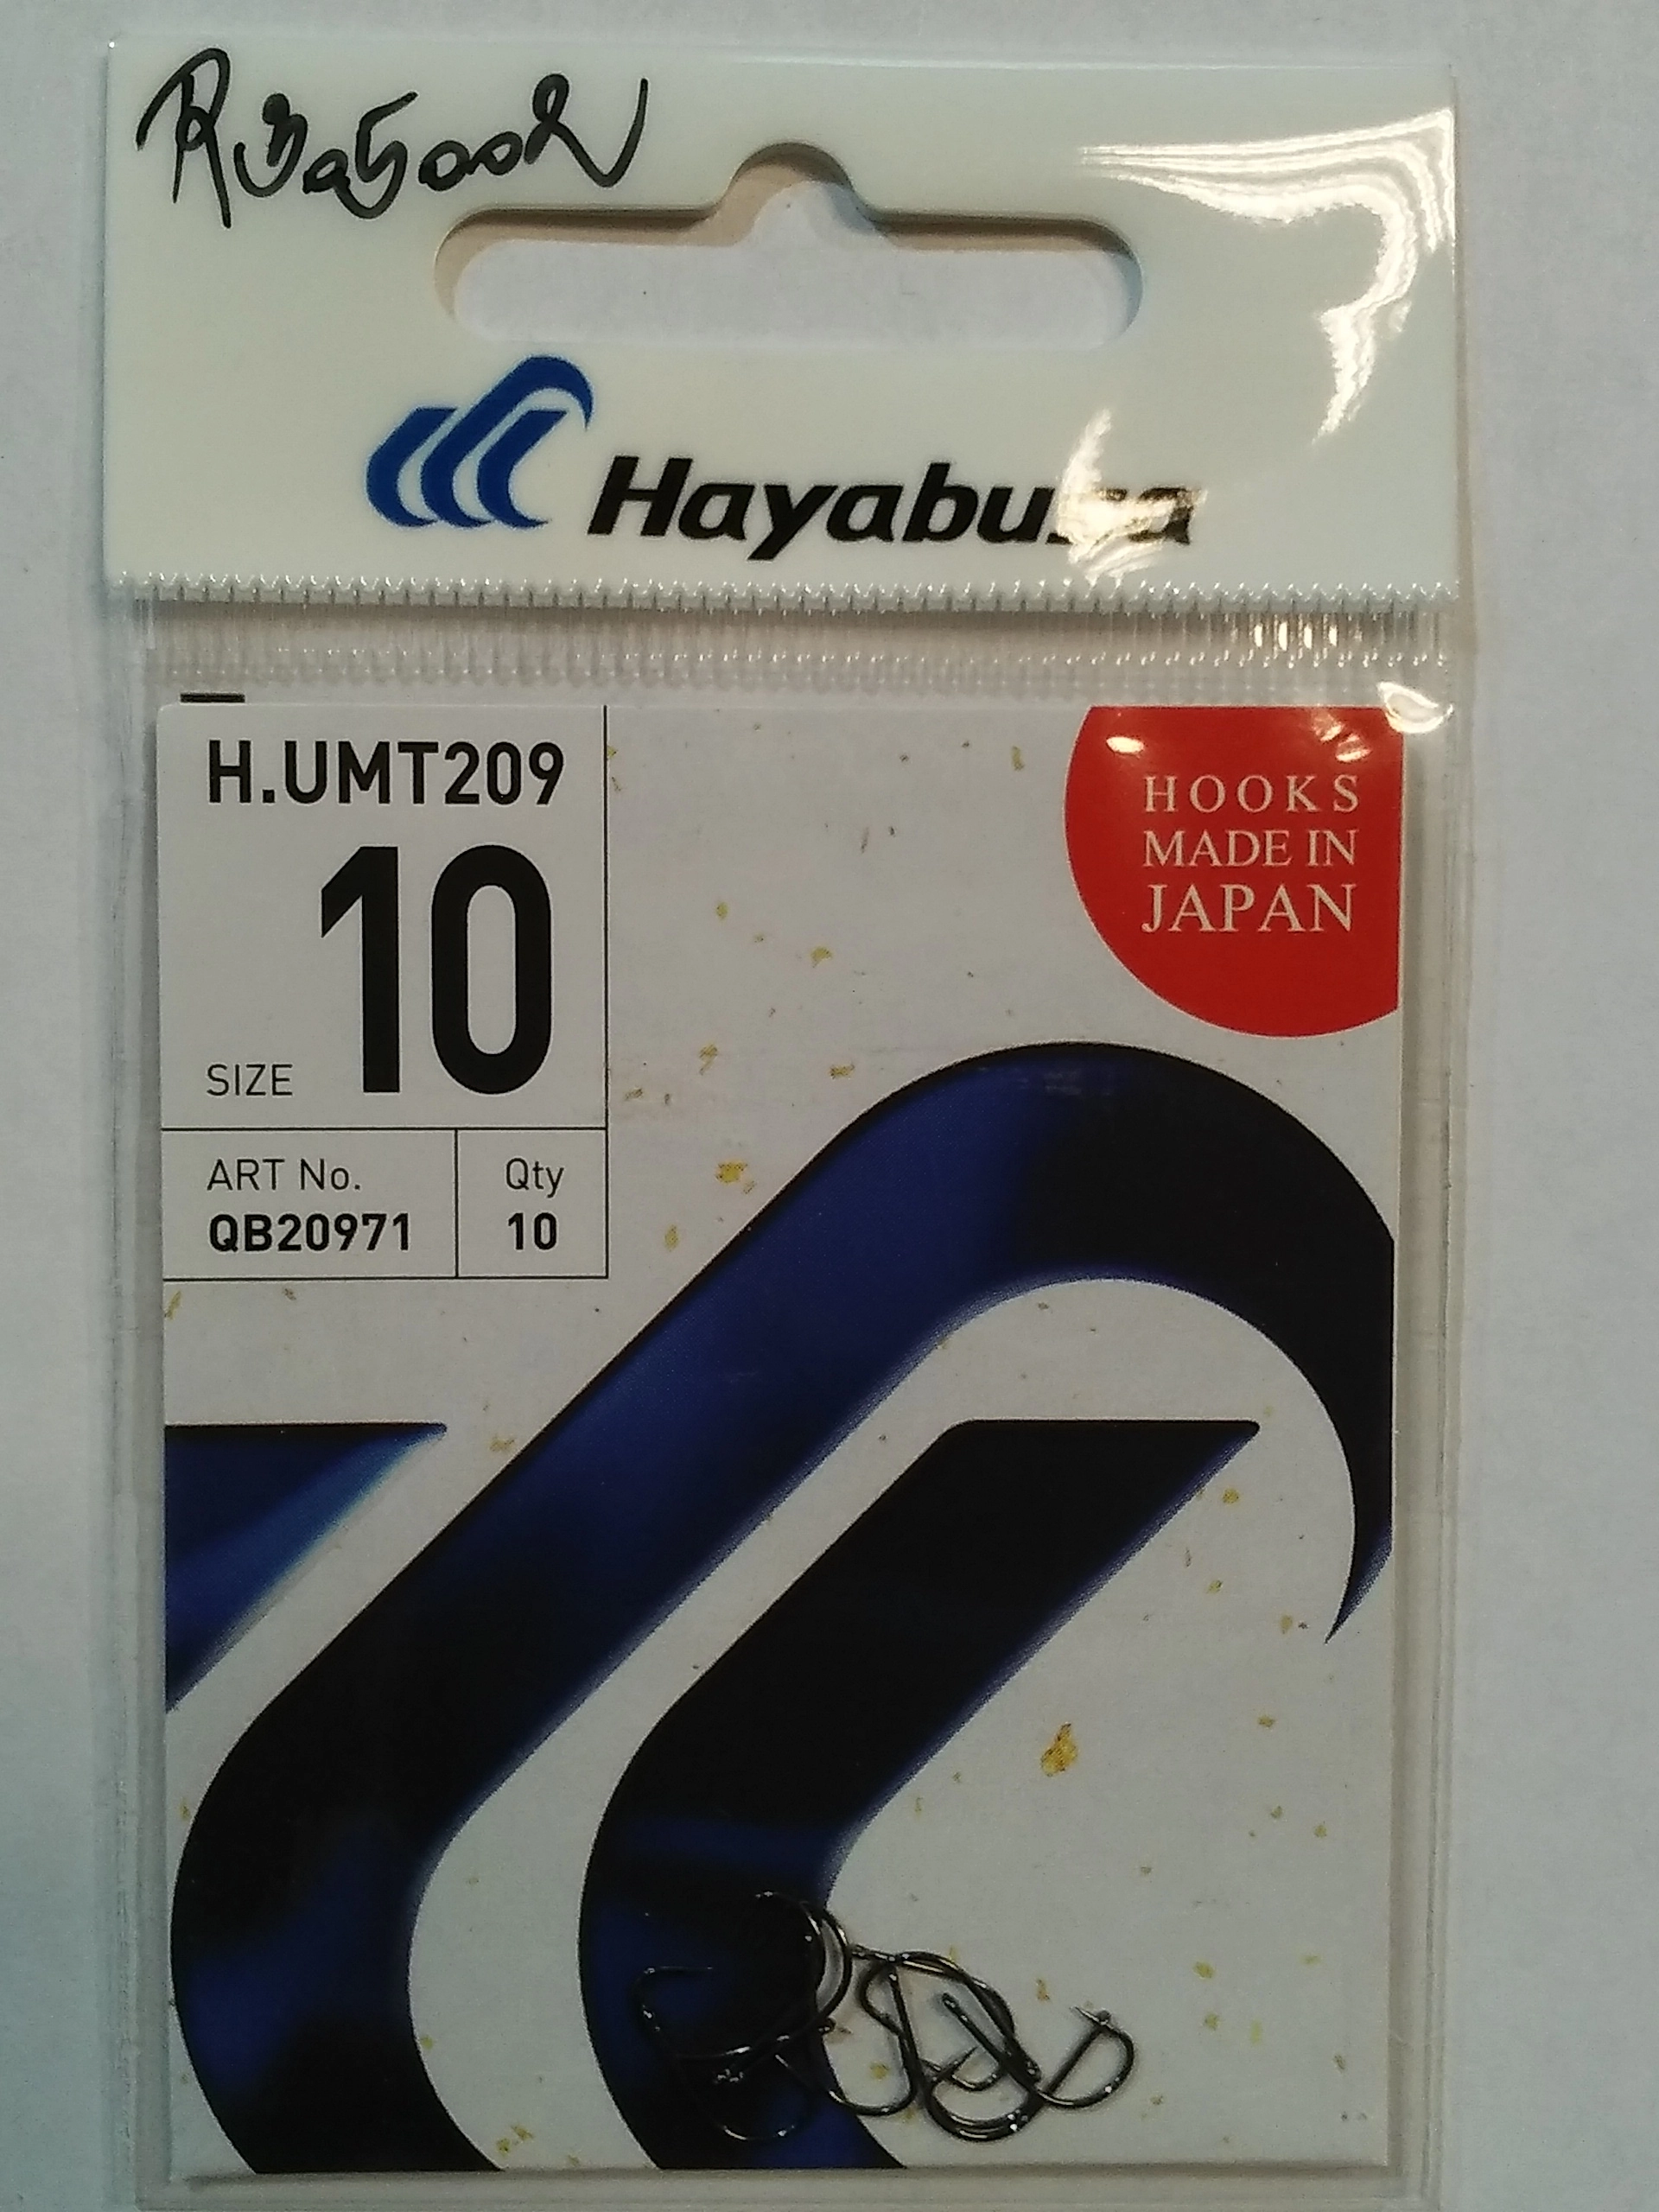 Hayabusa
H.UMT209
SIZE 10
ART No.
QB20971
Qty
10
HOOKS
MADE IN
JAPAN